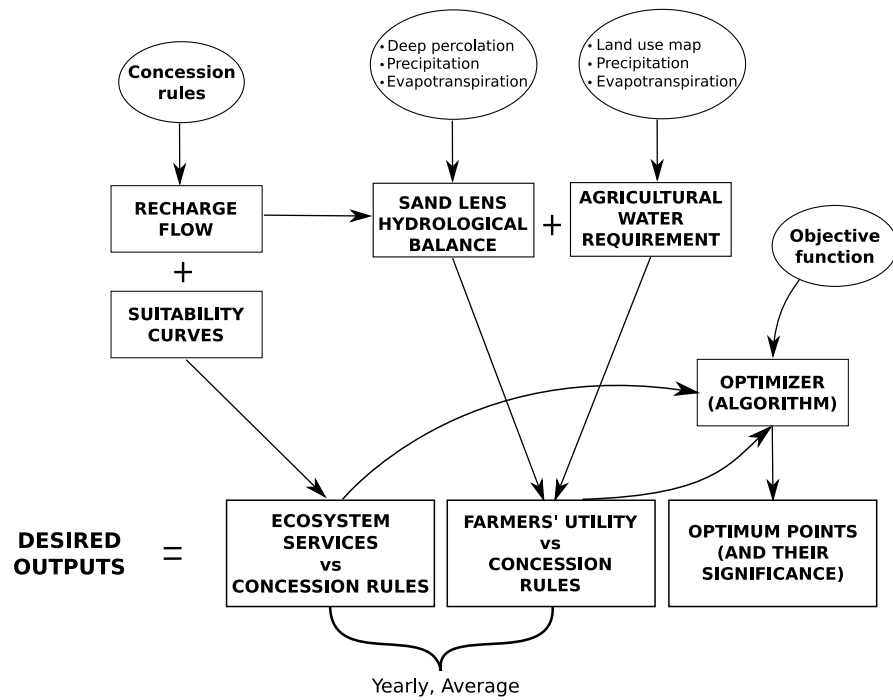 Concession
rules
• Deep percolation
• Precipitation
• Evapotranspiration
• Land use map
• Precipitation
• Evapotranspiration
RECHARGE
FLOW
SAND LENS
HYDROLOGICAL
BALANCE
+
AGRICULTURAL
WATER
REQUIREMENT
Objective
function
+
SUITABILITY
CURVES
OPTIMIZER
(ALGORITHM)
DESIRED
OUTPUTS
=
ECOSYSTEM
SERVICES
vs
CONCESSION RULES
FARMERS' UTILITY
vs
CONCESSION
RULES
OPTIMUM POINTS
(AND THEIR
SIGNIFICANCE)
Yearly, Average